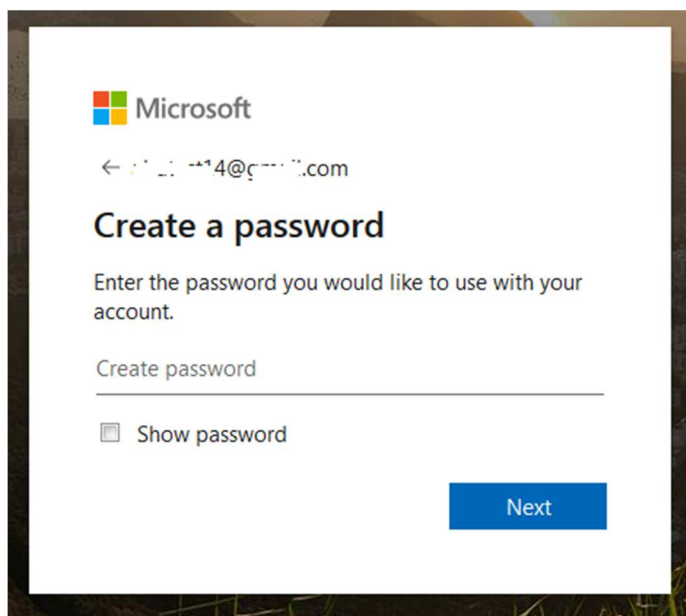 Microsoft
.com
Create a password
Enter the password you would like to use with your
account.
Create password
Show password
Next